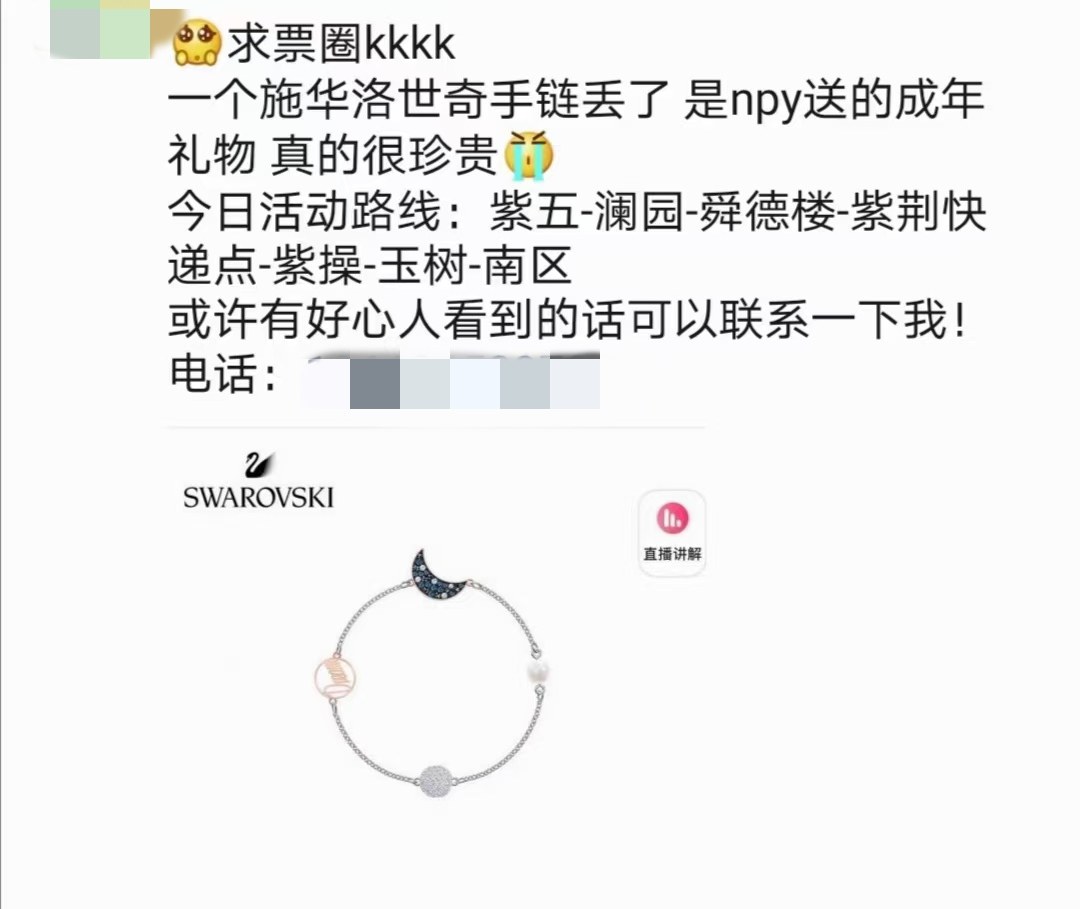 求票圈kkkk
一个施华洛世奇手链丢了 是npy送的成年
礼物 真的很珍贵
今日活动路线：紫五-澜园-舜德楼-紫荆快
递点-紫操-玉树-南区
或许有好心人看到的话可以联系一下我！
电话：
SWAROVSKI
直播讲解